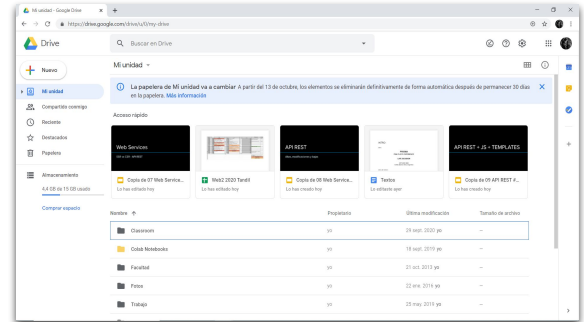 Mi unidad - Google Drive
https://drive.google.com/drive/u/0/my-drive
Drive
Buscar en Drive
Nuevo
Mi unidad
Compartido conmigo
Reciente
Destacados
Papelera
Almacenamiento
4,4 GB de 15 GB usado
Comprar espacio
Mi unidad
La papelera de Mi unidad va a cambiar A partir del 13 de octubre, los elementos se eliminarán definitivamente de forma automática después de permanecer 30 días
en la papelera. Más información
Acceso rápido
Web Services
Copia de 07 Web Service...
Lo has editado hoy
Web2 2020 Tandil
Lo has editado hoy
API REST
Copia de 08 Web Service...
Lo has creado hoy
Textos
Lo editaste ayer
API REST + JS + TEMPLATES
Copia de 09 API REST #...
Lo has creado hoy
Nombre
Propietario
Última modificación
Tamaño de archivo
Classroom yo 29 sept. 2020 yo –
Colab Notebooks yo 18 sept. 2019 yo –
Facultad yo 21 oct. 2013 yo –
Fotos yo 22 ene. 2016 yo –
Trabajo yo 25 may. 2019 yo –